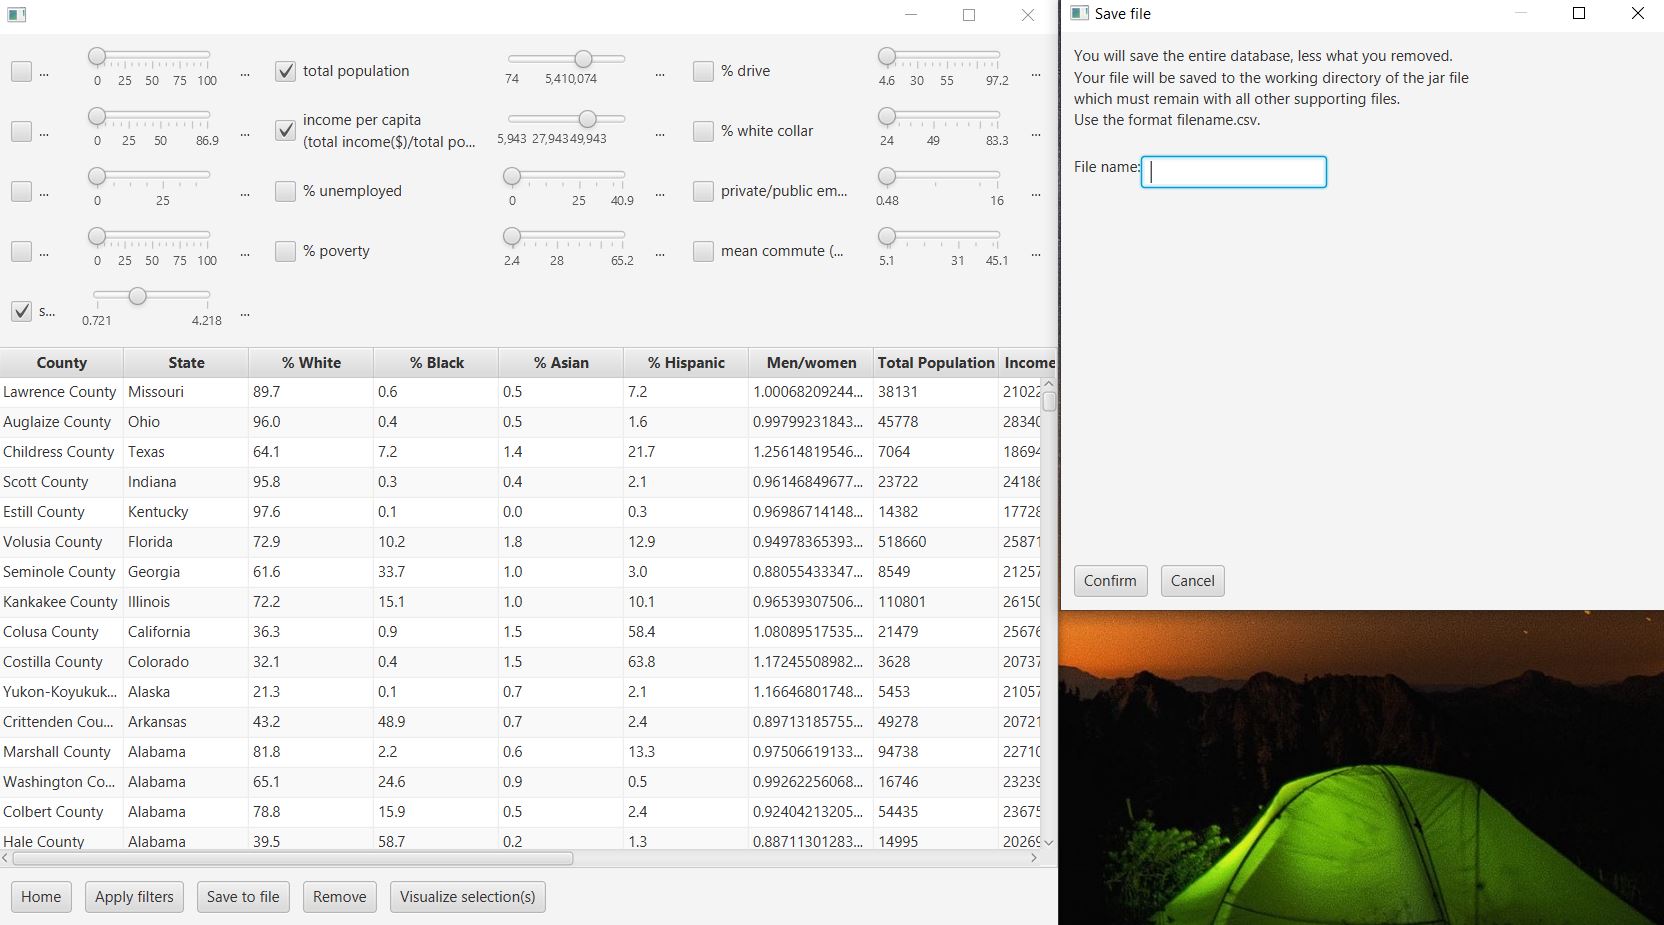 Save file
You will save the entire database, less what you removed.
Your file will be saved to the working directory of the jar file
which must remain with all other supporting files.
Use the format filename.csv.
File name:
Confirm Cancel
... 0 25 50 75 100 ... total population 74 5,410,074 ... % drive 4.6 30 55 97.2 ...
... 0 25 50 86.9 ... income per capita
(total income($)/total po... 5,943 27,943 49,943 ... % white collar 24 49 83.3 ...
... 0 25 ... % unemployed 0 25 40.9 ... private/public em... 0.48 16 ...
... 0 25 50 75 100 ... % poverty 2.4 28 65.2 ... mean commute (... 5.1 31 45.1 ...
s... 0.721 4.218 ...
County State % White % Black % Asian % Hispanic Men/women Total Population Income
Lawrence County Missouri 89.7 0.6 0.5 7.2 1.00068209244... 38131 21022
Auglaize County Ohio 96.0 0.4 0.5 1.6 0.99799231843... 45778 28340
Childress County Texas 64.1 7.2 1.4 21.7 1.25614819546... 7064 18694
Scott County Indiana 95.8 0.3 0.4 2.1 0.96146849677... 23722 24186
Estill County Kentucky 97.6 0.1 0.0 0.3 0.96986714148... 14382 17728
Volusia County Florida 72.9 10.2 1.8 12.9 0.94978365393... 518660 25871
Seminole County Georgia 61.6 33.7 1.0 3.0 0.88055433347... 8549 21257
Kankakee County Illinois 72.2 15.1 1.0 10.1 0.96539307506... 110801 26150
Colusa County California 36.3 0.9 1.5 58.4 1.08089517535... 21479 25676
Costilla County Colorado 32.1 0.4 1.5 63.8 1.17245508982... 3628 20737
Yukon-Koyukuk... Alaska 21.3 0.1 0.7 2.1 1.16646801748... 5453 21057
Crittenden Cou... Arkansas 43.2 48.9 0.7 2.4 0.89713185755... 49278 20721
Marshall County Alabama 81.8 2.2 0.6 13.3 0.97506619133... 94738 22710
Washington Co... Alabama 65.1 24.6 0.9 0.5 0.99262256068... 16746 23239
Colbert County Alabama 78.8 15.9 0.5 2.4 0.92404213205... 54435 23675
Hale County Alabama 39.5 58.7 0.2 1.3 0.88711301283... 14995 20269
Home Apply filters Save to file Remove Visualize selection(s)